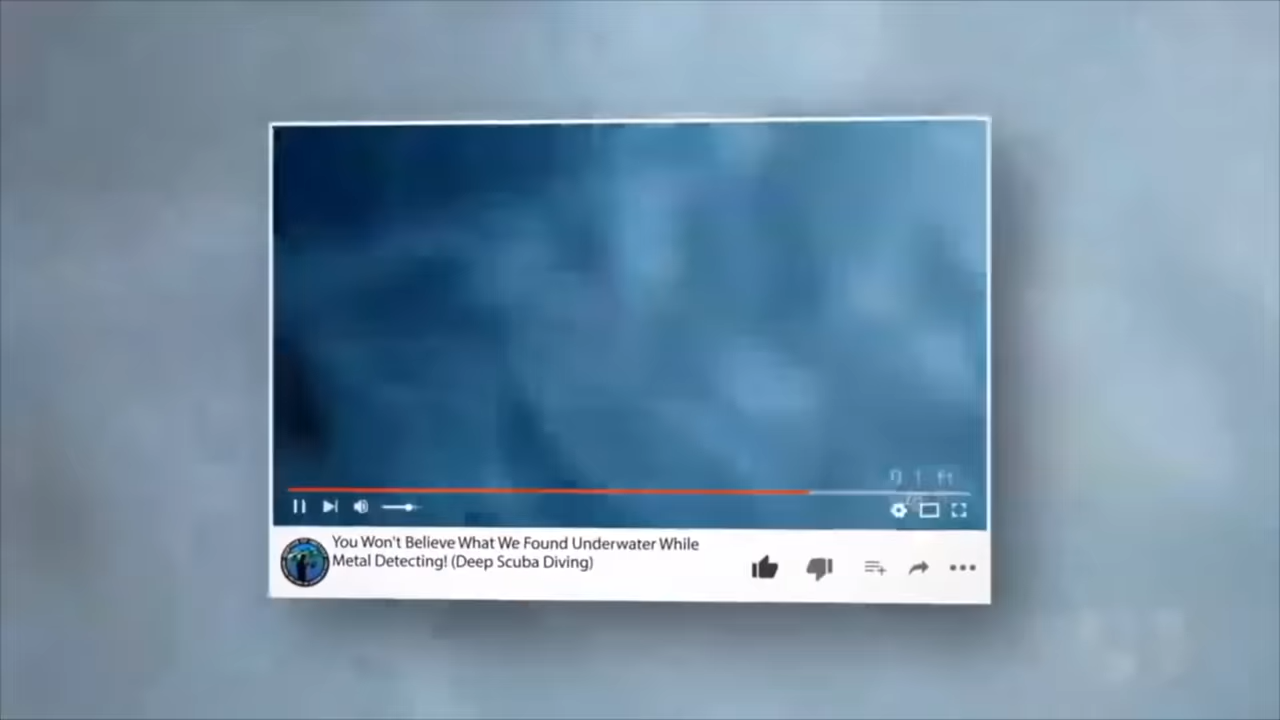 You Won't Believe What We Found Underwater While
Metal Detecting! (Deep Scuba Diving)